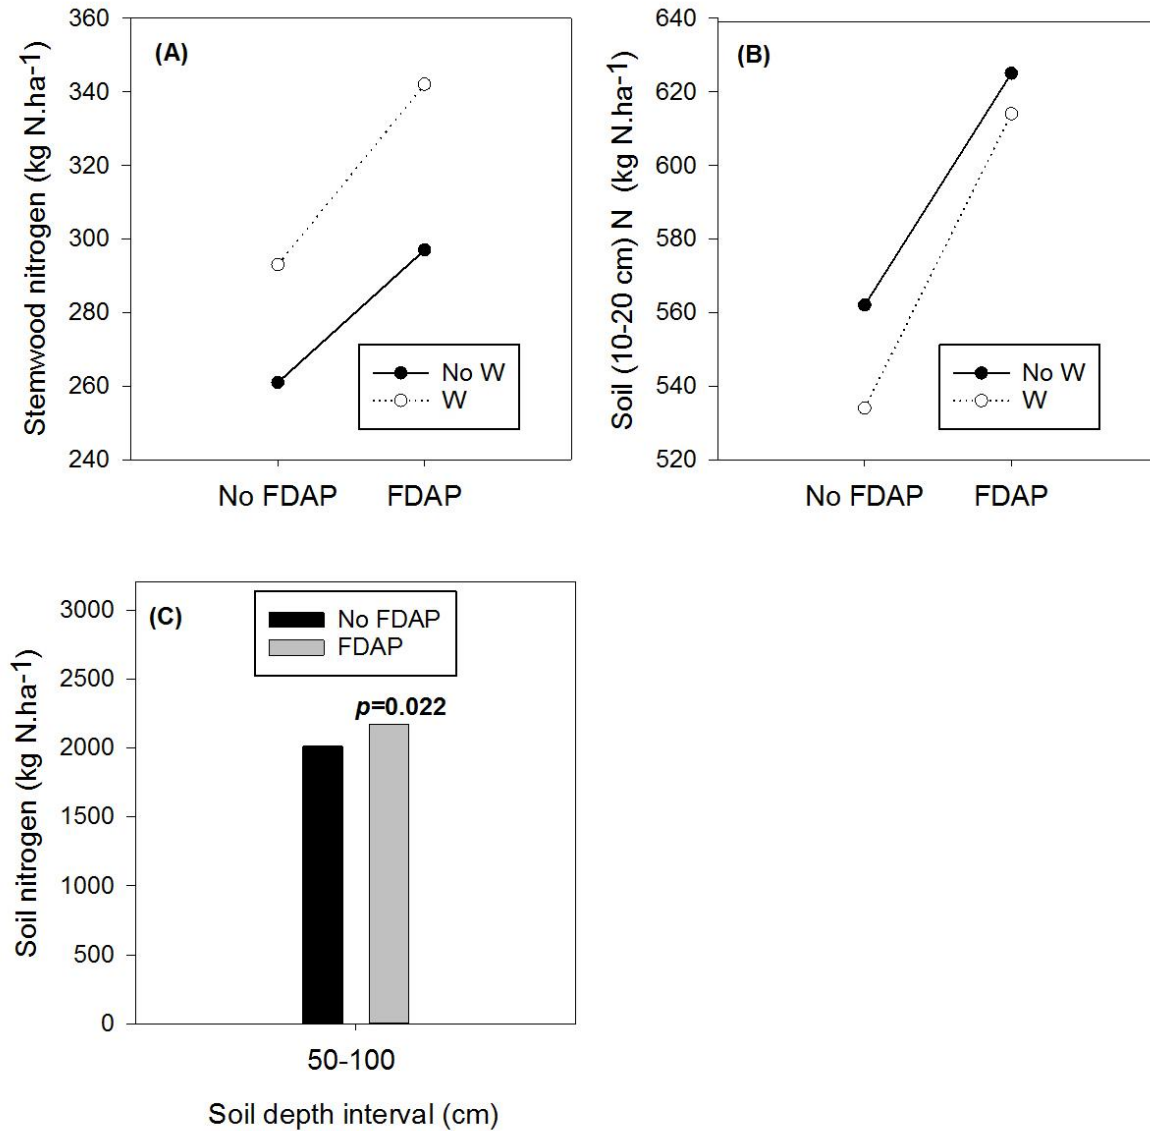 (A)
Stemwood nitrogen (kg N.ha-1)
360
340
320
300
280
260
240
No W
W
No FDAP
FDAP
(B)
Soil (10-20 cm) N (kg N.ha-1)
640
620
600
580
560
540
520
No W
W
No FDAP
FDAP
(C)
Soil nitrogen (kg N.ha-1)
3000
2500
2000
1500
1000
500
0
No FDAP
FDAP
p=0.022
50-100
Soil depth interval (cm)